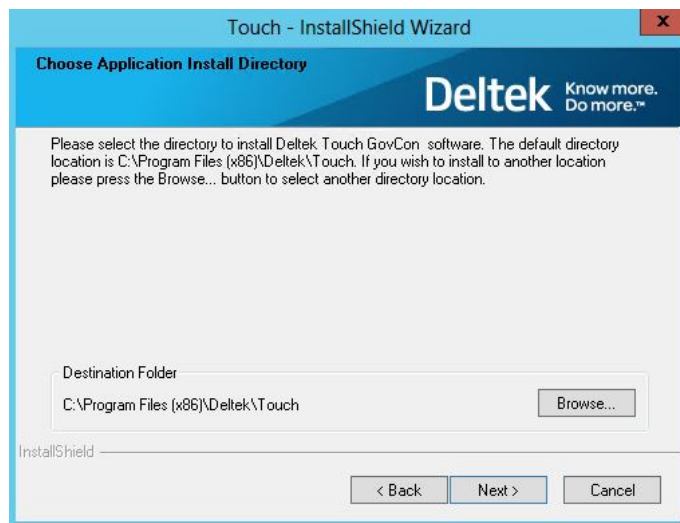 Touch - InstallShield Wizard
x
Choose Application Install Directory
Deltek Know more.
Do more.™
Please select the directory to install Deltek Touch GovCon  software. The default directory
location is C:\Program Files (x86)\Deltek\Touch. If you wish to install to another location
please press the Browse... button to select another directory location.
Destination Folder
C:\Program Files (x86)\Deltek\Touch
Browse...
InstallShield
< Back
Next >
Cancel